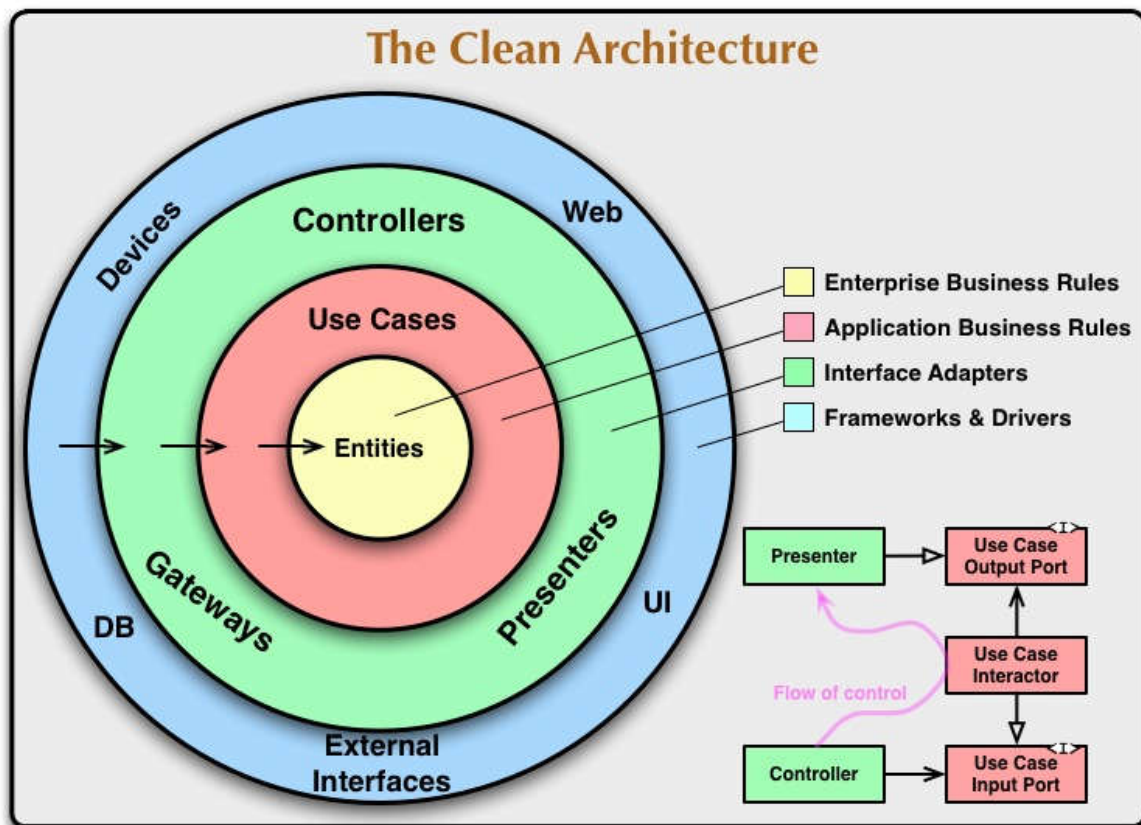 The Clean Architecture
Devices
Web
Controllers
Use Cases
Entities
Gateways
Presenters
DB
UI
External
Interfaces
Enterprise Business Rules
Application Business Rules
Interface Adapters
Frameworks & Drivers
Presenter
<I>
Use Case
Output Port
Use Case
Interactor
Flow of control
Controller
<I>
Use Case
Input Port